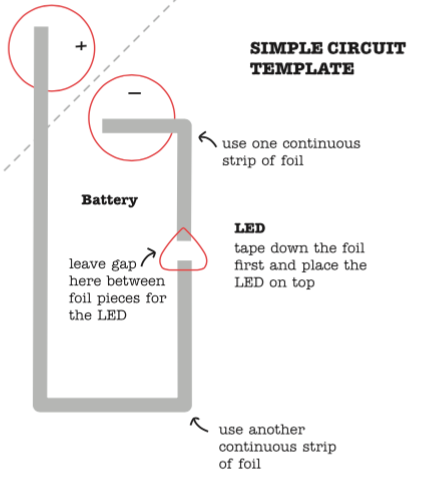 SIMPLE CIRCUIT
TEMPLATE
+
−
use one continuous
strip of foil
Battery
LED
tape down the foil
first and place the
LED on top
leave gap
here between
foil pieces for
the LED
use another
continuous strip
of foil